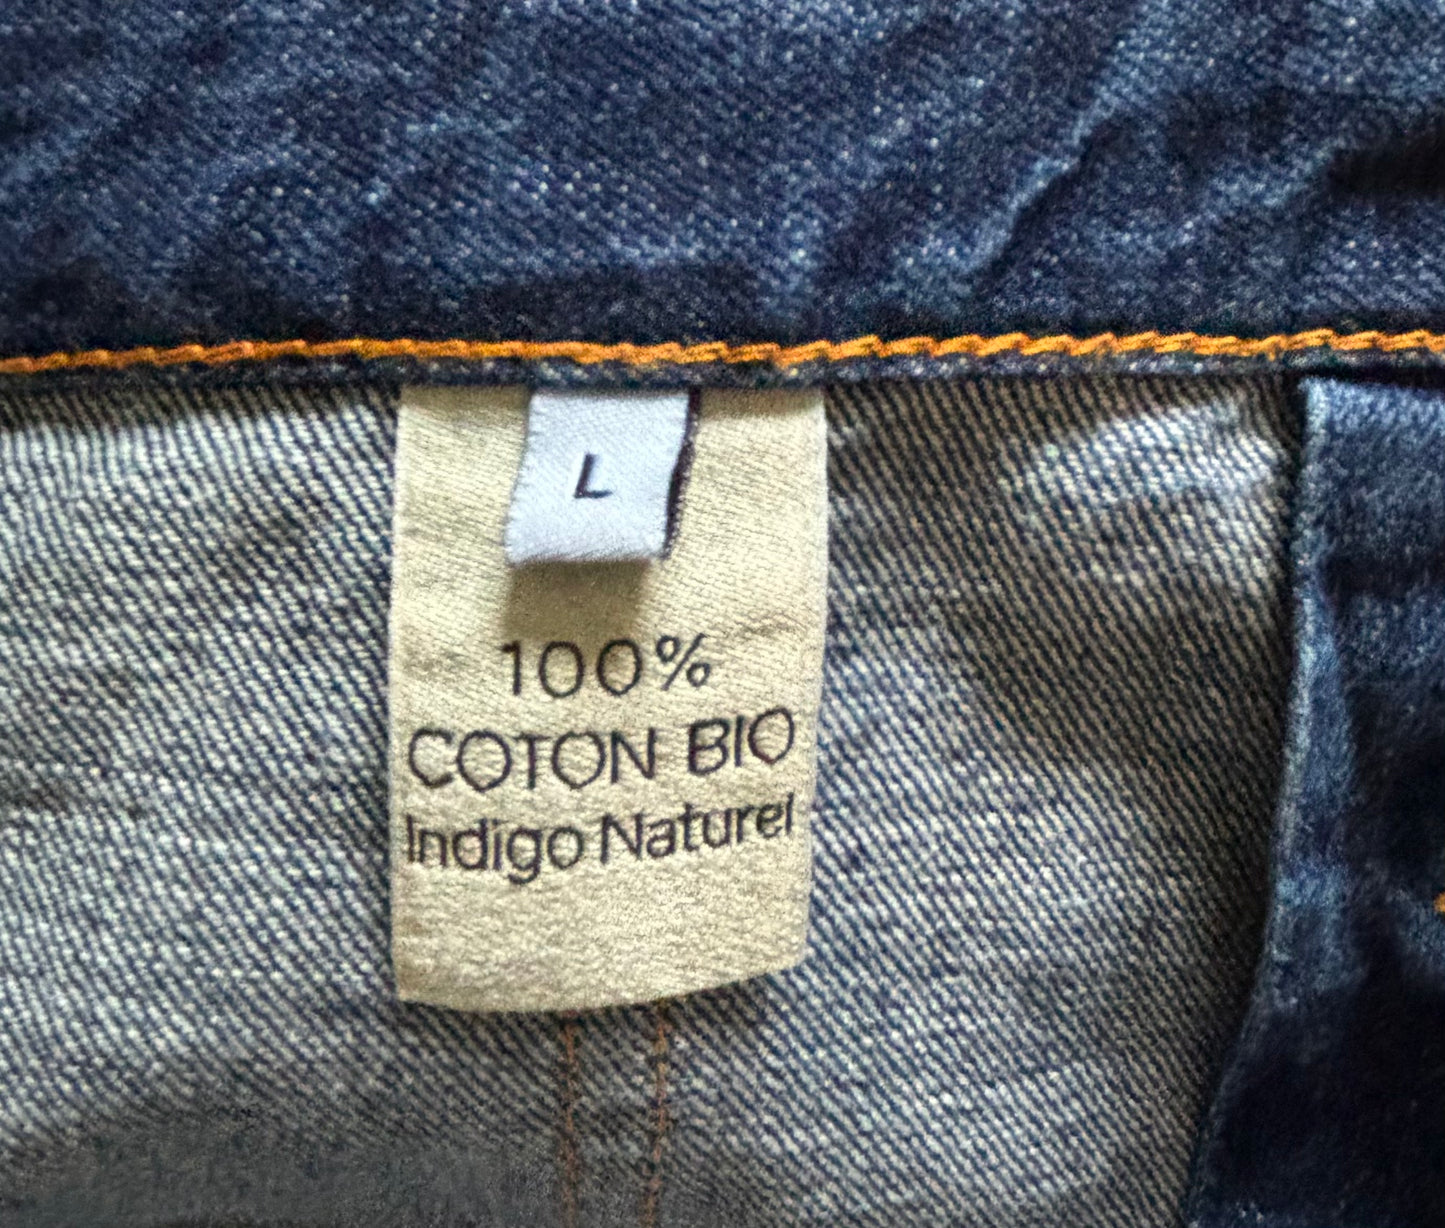 L
100%
COTON BIO
Indigo Naturel